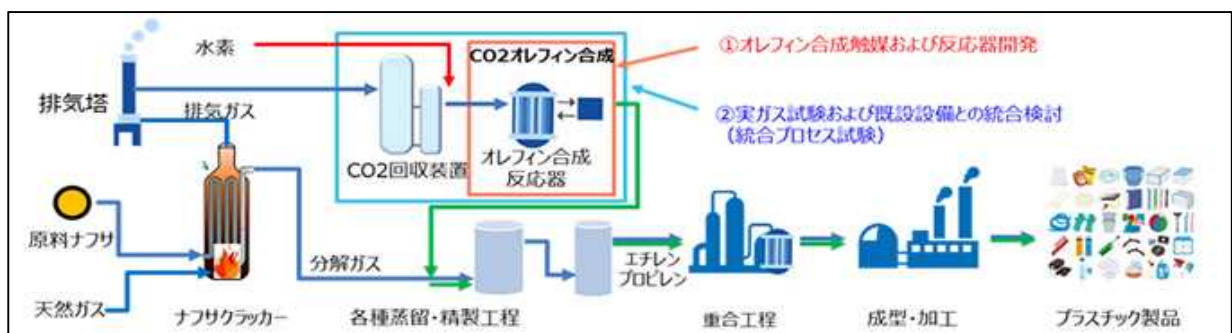 水素
CO2オレフィン合成
①オレフィン合成触媒および反応器開発
排気塔
排気ガス
②実ガス試験および既設設備との統合検討
(統合プロセス試験)
CO2回収装置
オレフィン合成
反応器
原料ナフサ
分解ガス
エチレン
プロピレン
天然ガス
ナフサクラッカー
各種蒸留・精製工程
重合工程
成型・加工
プラスチック製品